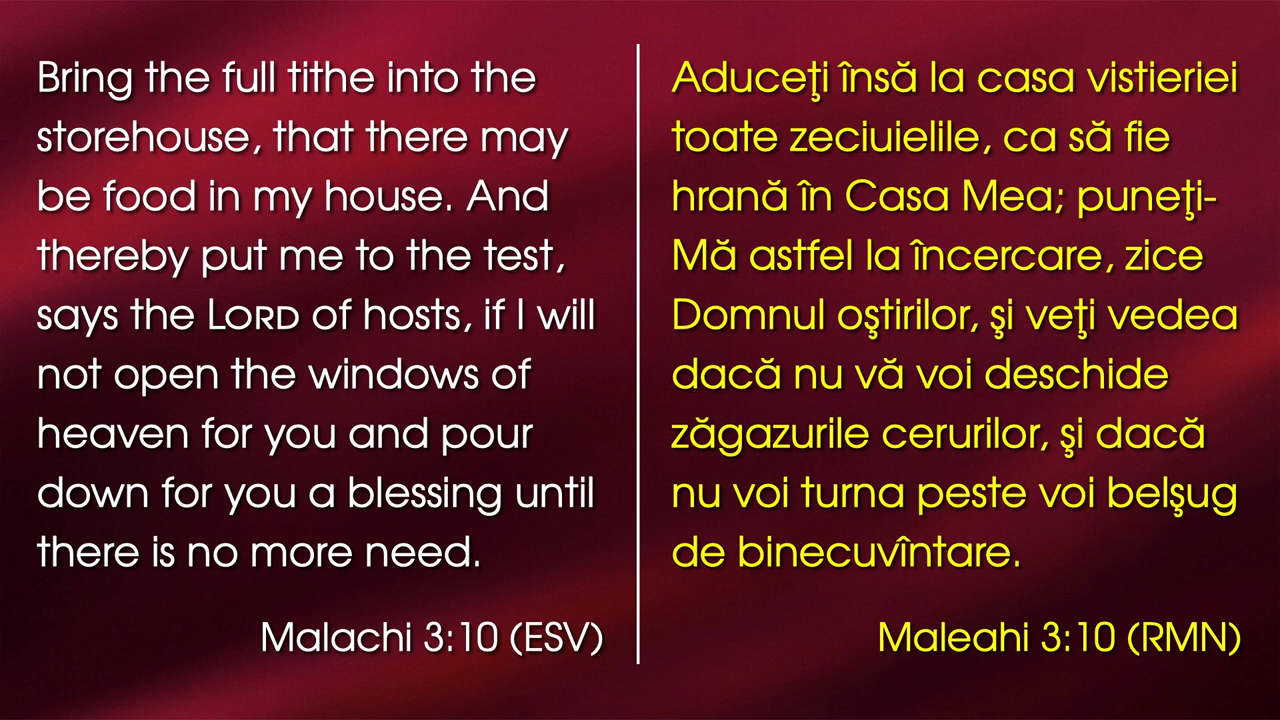 Bring the full tithe into the
storehouse, that there may
be food in my house. And
thereby put me to the test,
says the LORD of hosts, if I will
not open the windows of
heaven for you and pour
down for you a blessing until
there is no more need.
Malachi 3:10 (ESV)
Aduceţi însă la casa vistieriei
toate zeciuielile, ca să fie
hrană în Casa Mea; puneţi-
Mă astfel la încercare, zice
Domnul oştirilor, şi veţi vedea
dacă nu vă voi deschide
zăgazurile cerurilor, şi dacă
nu voi turna peste voi belşug
de binecuvîntare.
Maleahi 3:10 (RMN)